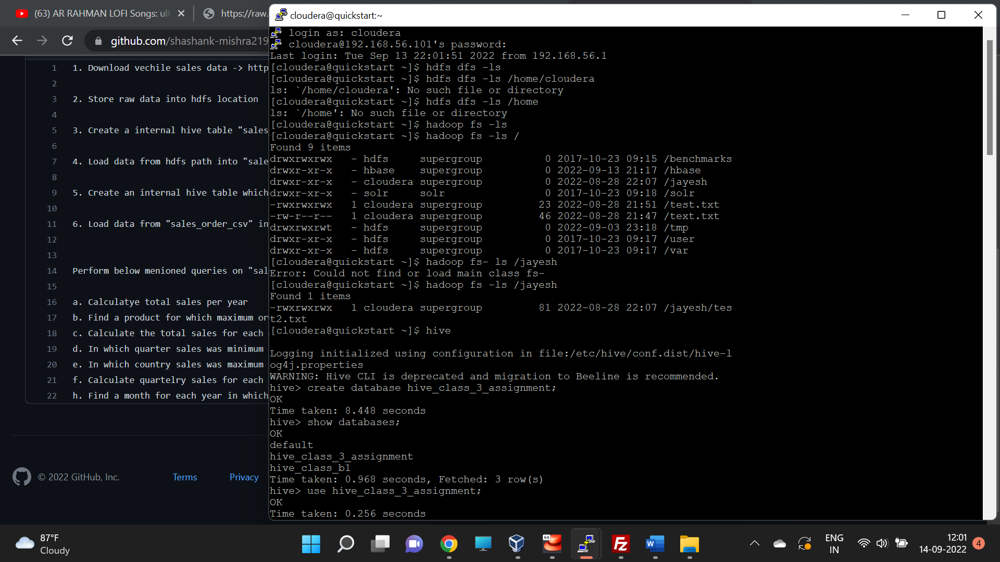 (63) AR RAHMAN LOFI Songs: ult
https://raw.
github.com/shashank-mishra219
1 1. Download vechile sales data -> http
2
3 2. Store raw data into hdfs location
4
5 3. Create a internal hive table "sales_
6
7 4. Load data from hdfs path into "sale
8
9 5. Create an internal hive table which
10
11 6. Load data from "sales_order_csv" in
12
13
14 Perform below menioned queries on "sal
15
16 a. Calculatye total sales per year
17 b. Find a product for which maximum or
18 c. Calculate the total sales for each
19 d. In which quarter sales was minimum
20 e. In which country sales was maximum
21 f. Calculate quartelry sales for each
22 h. Find a month for each year in which
© 2022 GitHub, Inc. Terms Privacy
cloudera@quickstart:~
login as: cloudera
cloudera@192.168.56.101's password:
Last login: Tue Sep 13 22:01:51 2022 from 192.168.56.1
[cloudera@quickstart ~]$ hdfs dfs -ls
[cloudera@quickstart ~]$ hdfs dfs -ls /home/cloudera
ls: `/home/cloudera': No such file or directory
[cloudera@quickstart ~]$ hdfs dfs -ls /home
ls: `/home': No such file or directory
[cloudera@quickstart ~]$ hadoop fs -ls
[cloudera@quickstart ~]$ hadoop fs -ls /
Found 9 items
drwxrwxrwx   - hdfs     supergroup          0 2017-10-23 09:15 /benchmarks
drwxr-xr-x   - hbase    supergroup          0 2022-09-13 21:17 /hbase
drwxr-xr-x   - cloudera supergroup          0 2022-08-28 22:07 /jayesh
drwxr-xr-x   - solr     solr                0 2017-10-23 09:18 /solr
-rwxrwxrwx   1 cloudera supergroup         23 2022-08-28 21:51 /test.txt
-rw-r--r--   1 cloudera supergroup         46 2022-08-28 21:47 /text.txt
drwxrwxrwt   - hdfs     supergroup          0 2022-09-03 23:18 /tmp
drwxr-xr-x   - hdfs     supergroup          0 2017-10-23 09:17 /user
drwxr-xr-x   - hdfs     supergroup          0 2017-10-23 09:17 /var
[cloudera@quickstart ~]$ hadoop fs- ls /jayesh
Error: Could not find or load main class fs-
[cloudera@quickstart ~]$ hadoop fs -ls /jayesh
Found 1 items
-rwxrwxrwx   1 cloudera supergroup         81 2022-08-28 22:07 /jayesh/tes
t2.txt
[cloudera@quickstart ~]$ hive
Logging initialized using configuration in file:/etc/hive/conf.dist/hive-l
og4j.properties
WARNING: Hive CLI is deprecated and migration to Beeline is recommended.
hive> create database hive_class_3_assignment;
OK
Time taken: 8.448 seconds
hive> show databases;
OK
default
hive_class_3_assignment
hive_class_b1
Time taken: 0.968 seconds, Fetched: 3 row(s)
hive> use hive_class_3_assignment;
OK
Time taken: 0.256 seconds
87°F
Cloudy
64
Fz
W
ENG
IN
12:01
14-09-2022
4